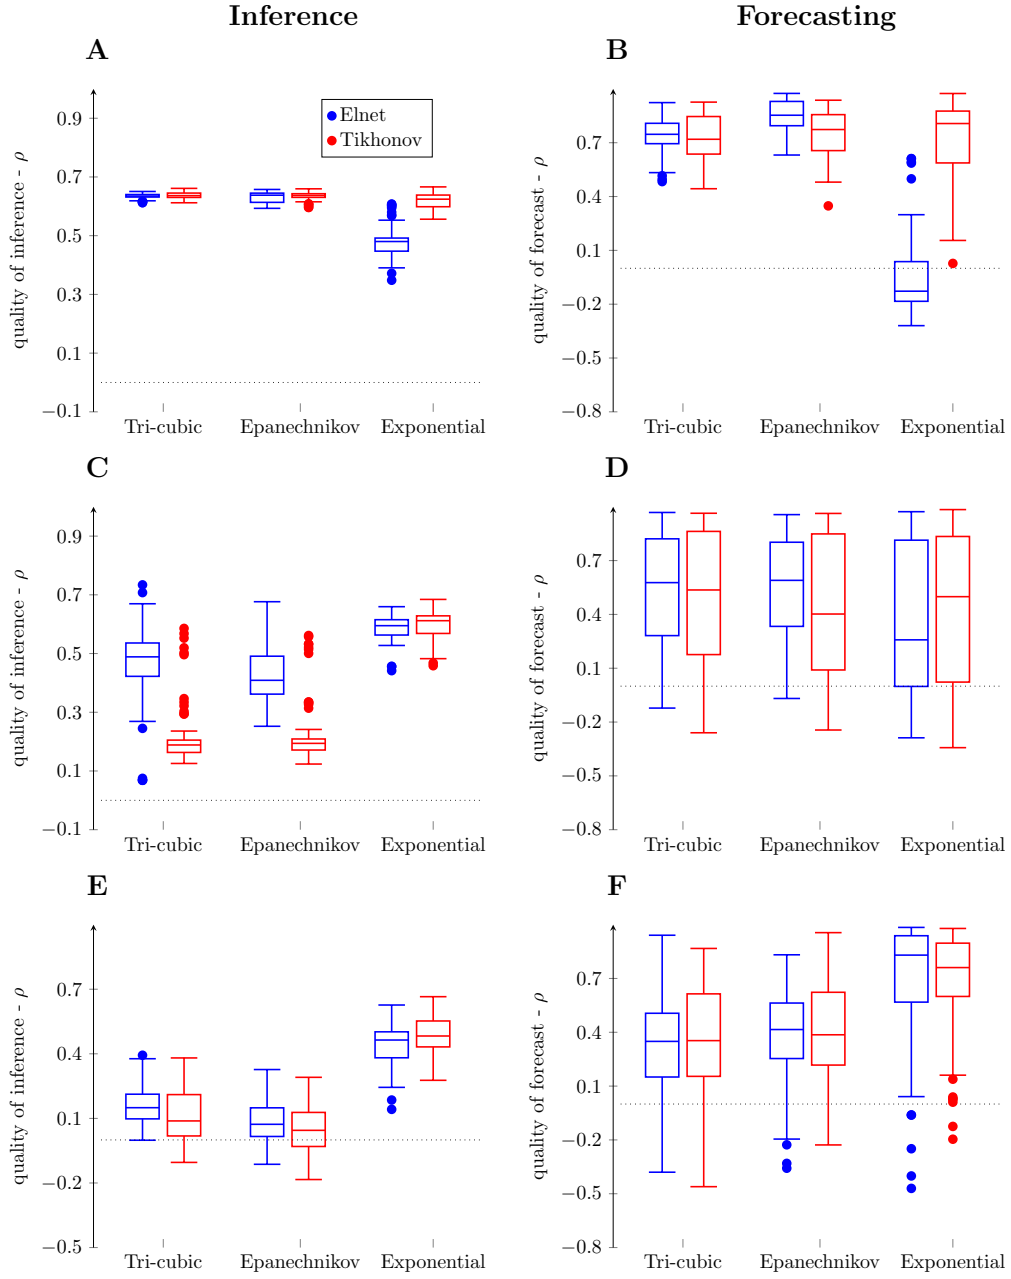 Inference
Forecasting
A
B
quality of inference - ρ
0.9
0.7
0.5
0.3
0.1
−0.1
Elnet
Tikhonov
Tri-cubic Epanechnikov Exponential
quality of forecast - ρ
0.7
0.4
0.1
−0.2
−0.5
−0.8
Tri-cubic Epanechnikov Exponential
C
D
quality of inference - ρ
0.9
0.7
0.5
0.3
0.1
−0.1
Tri-cubic Epanechnikov Exponential
quality of forecast - ρ
0.7
0.4
0.1
−0.2
−0.5
−0.8
Tri-cubic Epanechnikov Exponential
E
F
quality of inference - ρ
0.7
0.4
0.1
−0.2
−0.5
Tri-cubic Epanechnikov Exponential
quality of forecast - ρ
0.7
0.4
0.1
−0.2
−0.5
−0.8
Tri-cubic Epanechnikov Exponential